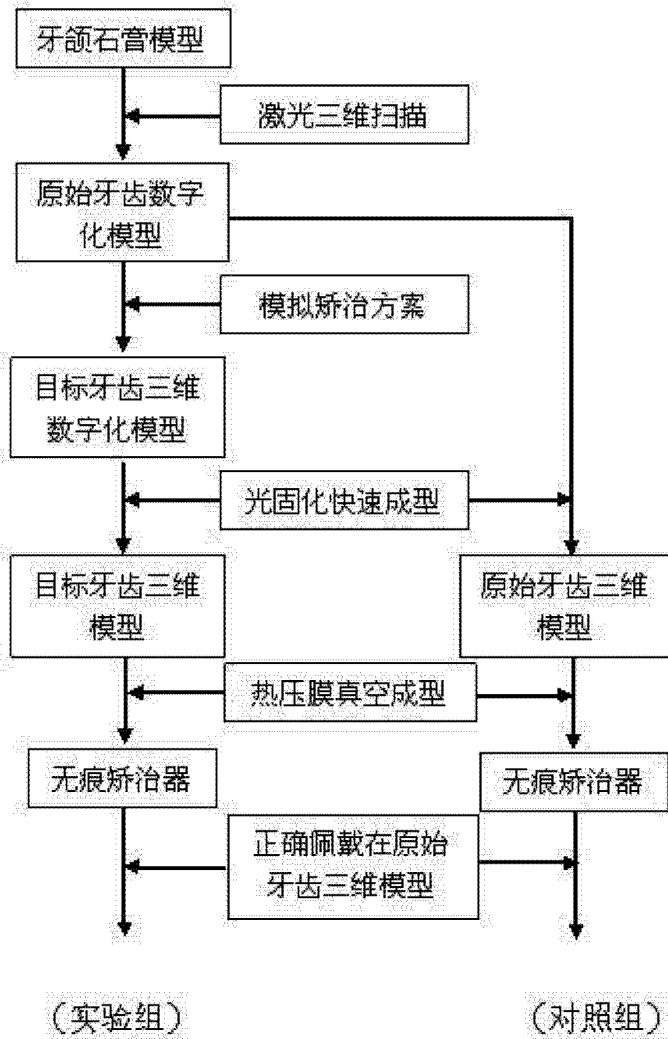 牙颌石膏模型
激光三维扫描
原始牙齿数字
化模型
模拟矫治方案
目标牙齿三维
数字化模型
光固化快速成型
目标牙齿三维
模型
原始牙齿三维
模型
热压膜真空成型
无痕矫治器
无痕矫治器
正确佩戴在原始
牙齿三维模型
（实验组）
（对照组）